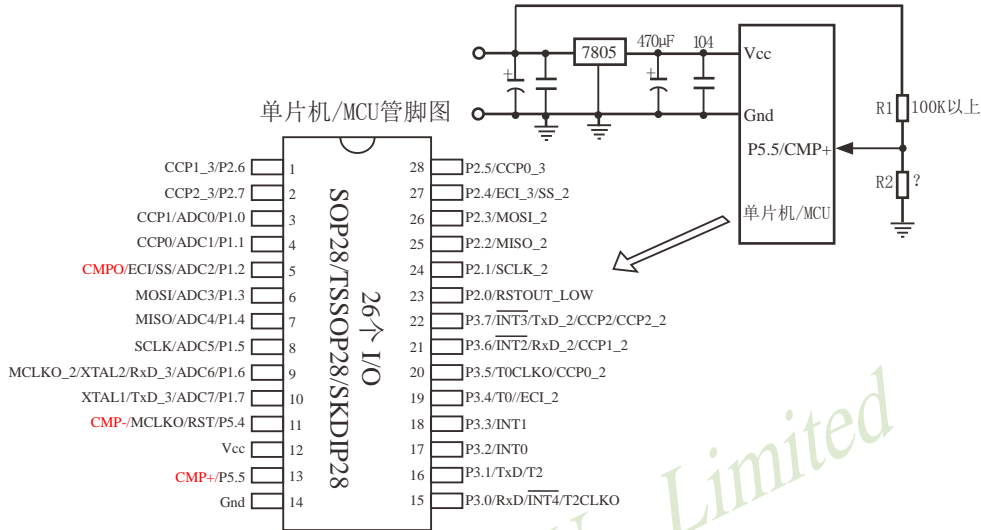 7805
470μF
104
Vcc
Gnd
P5.5/CMP+
单片机/MCU
R1
100K以上
R2
?
单片机/MCU管脚图
CCP1_3/P2.6 1
CCP2_3/P2.7 2
CCP1/ADC0/P1.0 3
CCP0/ADC1/P1.1 4
CMPO/ECI/SS/ADC2/P1.2 5
MOSI/ADC3/P1.3 6
MISO/ADC4/P1.4 7
SCLK/ADC5/P1.5 8
MCLKO_2/XTAL2/RxD_3/ADC6/P1.6 9
XTAL1/TxD_3/ADC7/P1.7 10
CMP-/MCLKO/RST/P5.4 11
Vcc 12
CMP+/P5.5 13
Gnd 14
26个 I/O
SOP28/TSSOP28/SKDIP28
28 P2.5/CCP0_3
27 P2.4/ECI_3/SS_2
26 P2.3/MOSI_2
25 P2.2/MISO_2
24 P2.1/SCLK_2
23 P2.0/RSTOUT_LOW
22 P3.7/INT3/TxD_2/CCP2/CCP2_2
21 P3.6/INT2/RxD_2/CCP1_2
20 P3.5/T0CLKO/CCP0_2
19 P3.4/T0//ECI_2
18 P3.3/INT1
17 P3.2/INT0
16 P3.1/TxD/T2
15 P3.0/RxD/INT4/T2CLKO
Limited